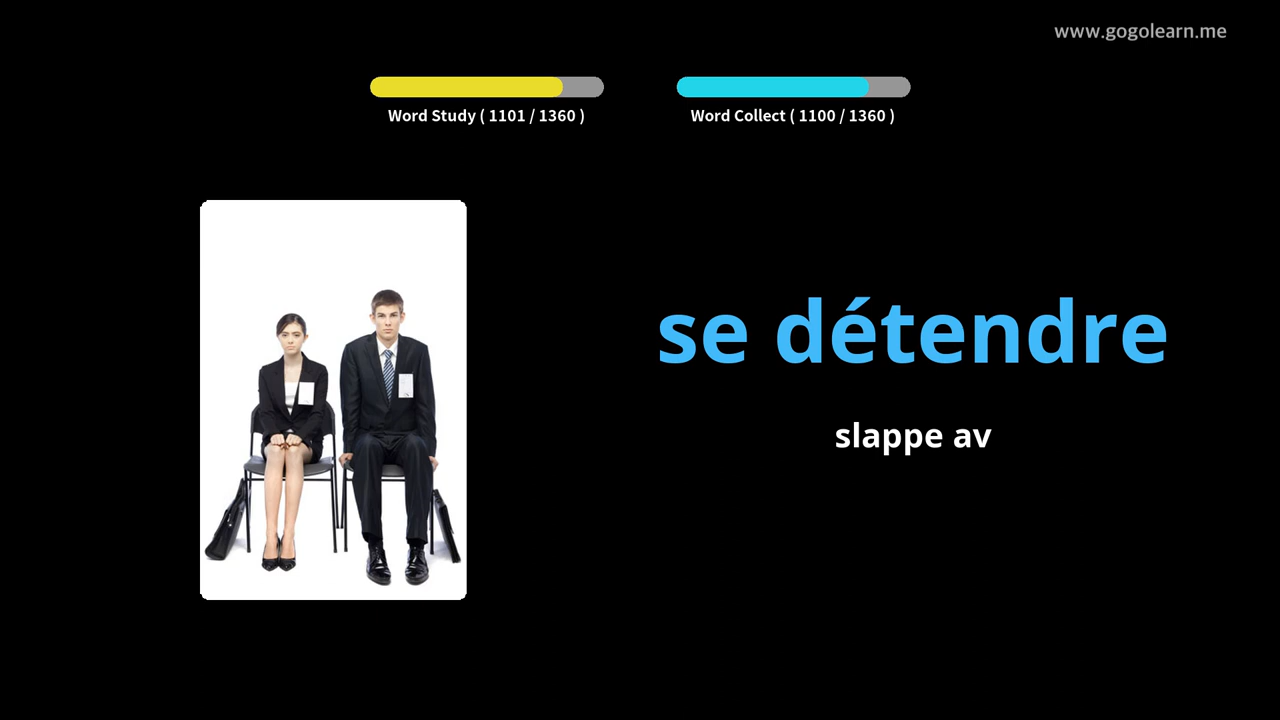 www.gogolearn.me
Word Study ( 1101 / 1360 )
Word Collect ( 1100 / 1360 )
se détendre
slappe av